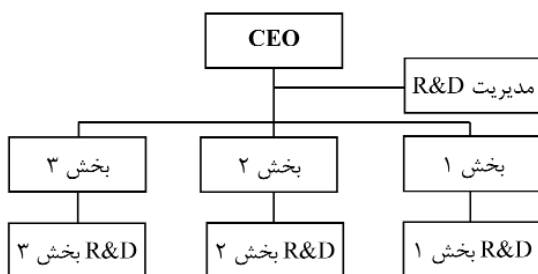 CEO
مدیریت R&D
بخش ۱
بخش ۲
بخش ۳
R&D بخش ۱
R&D بخش ۲
R&D بخش ۳